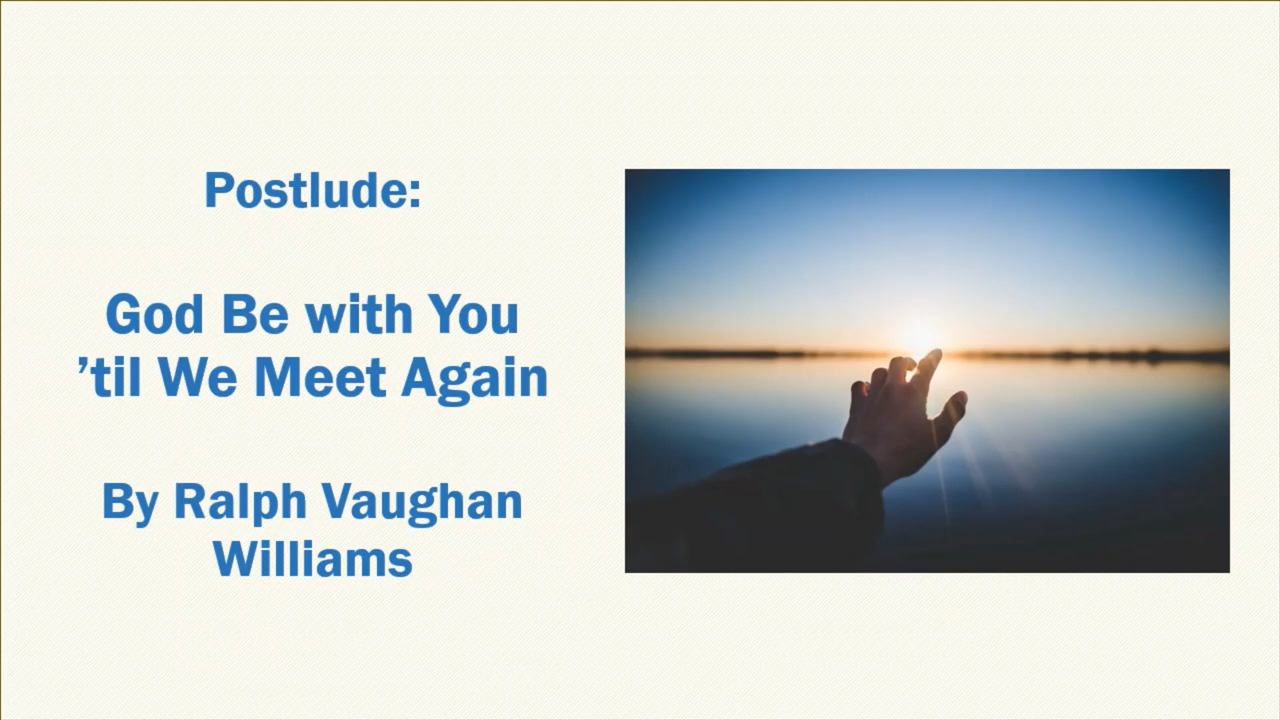 Postlude:
God Be with You
’til We Meet Again
By Ralph Vaughan
Williams